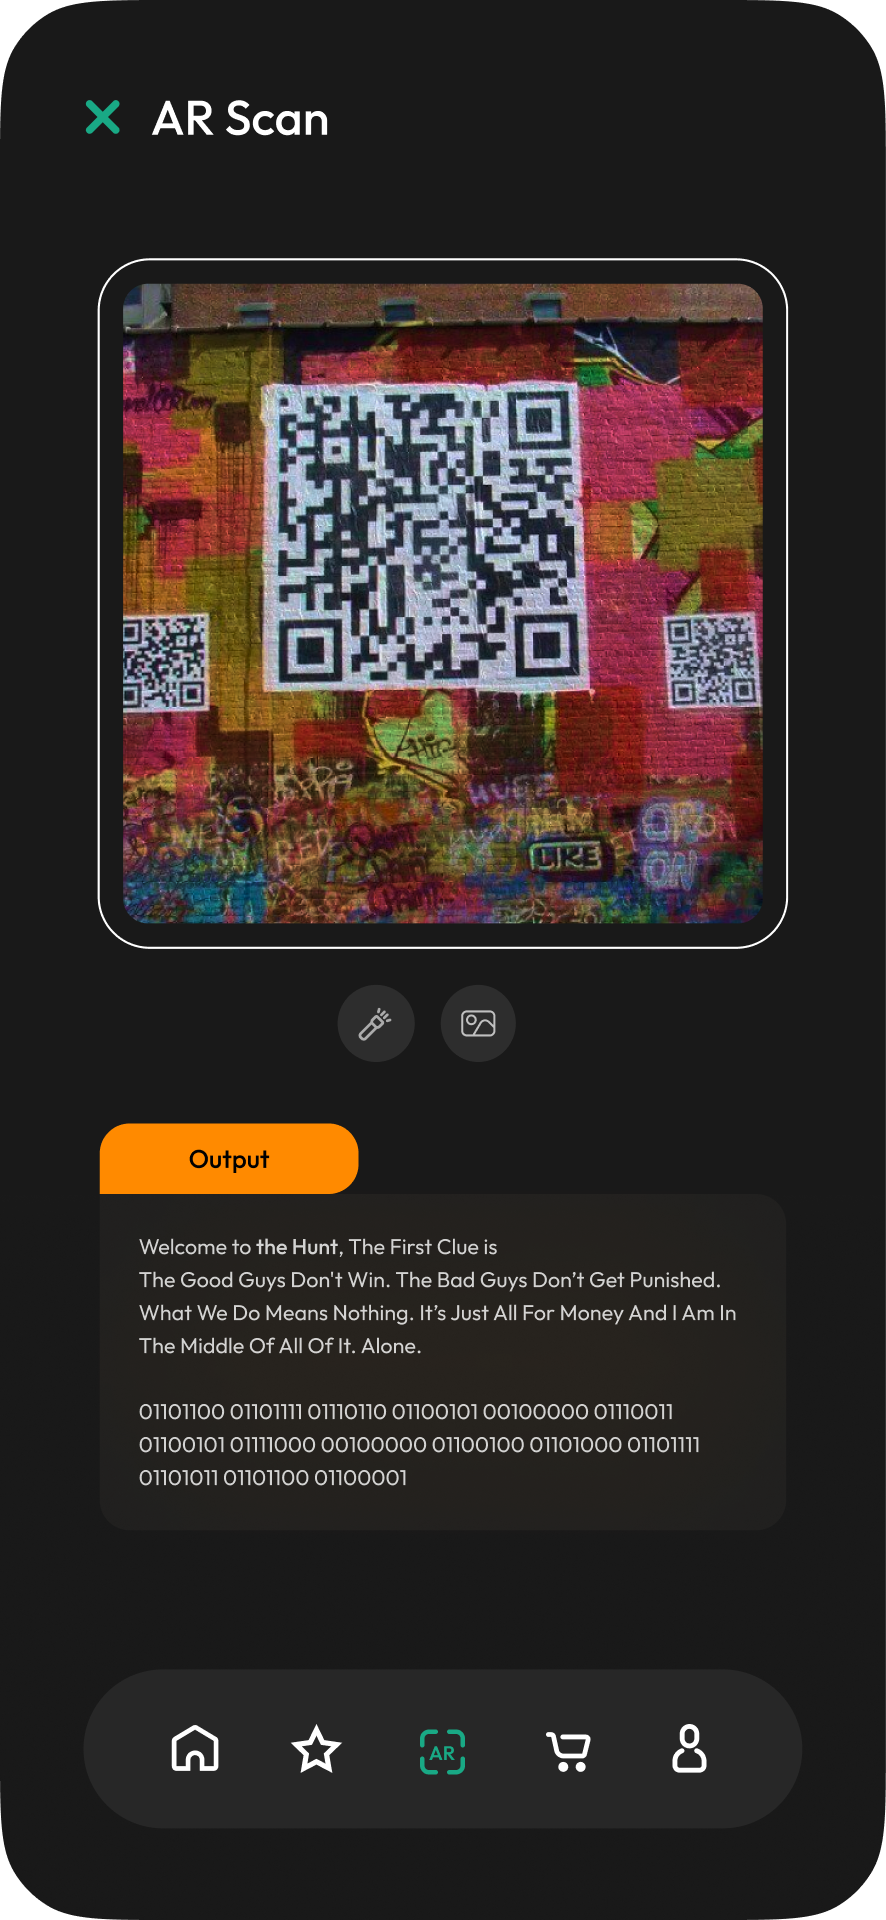 AR Scan
HUGE
RED
LIKE
ON
Output
Welcome to the Hunt, The First Clue is
The Good Guys Don't Win. The Bad Guys Don’t Get Punished.
What We Do Means Nothing. It’s Just All For Money And I Am In
The Middle Of All Of It. Alone.
01101100 01101111 01110110 01100101 00100000 01110011
01100101 01111000 00100000 01100100 01101000 01101111
01101011 01101100 01100001
AR